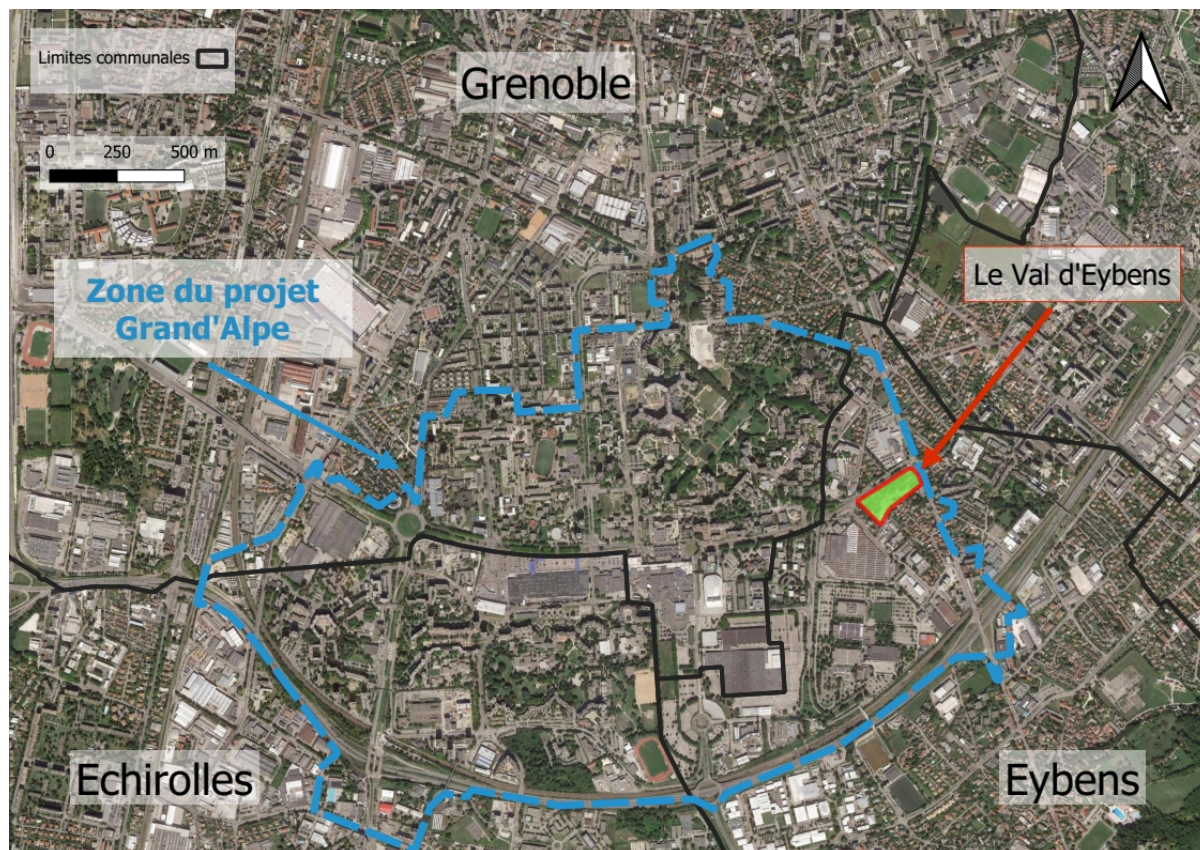 Limites communales
Grenoble
0 250 500 m
Le Val d'Eybens
Zone du projet
Grand'Alpe
Echirolles
Eybens